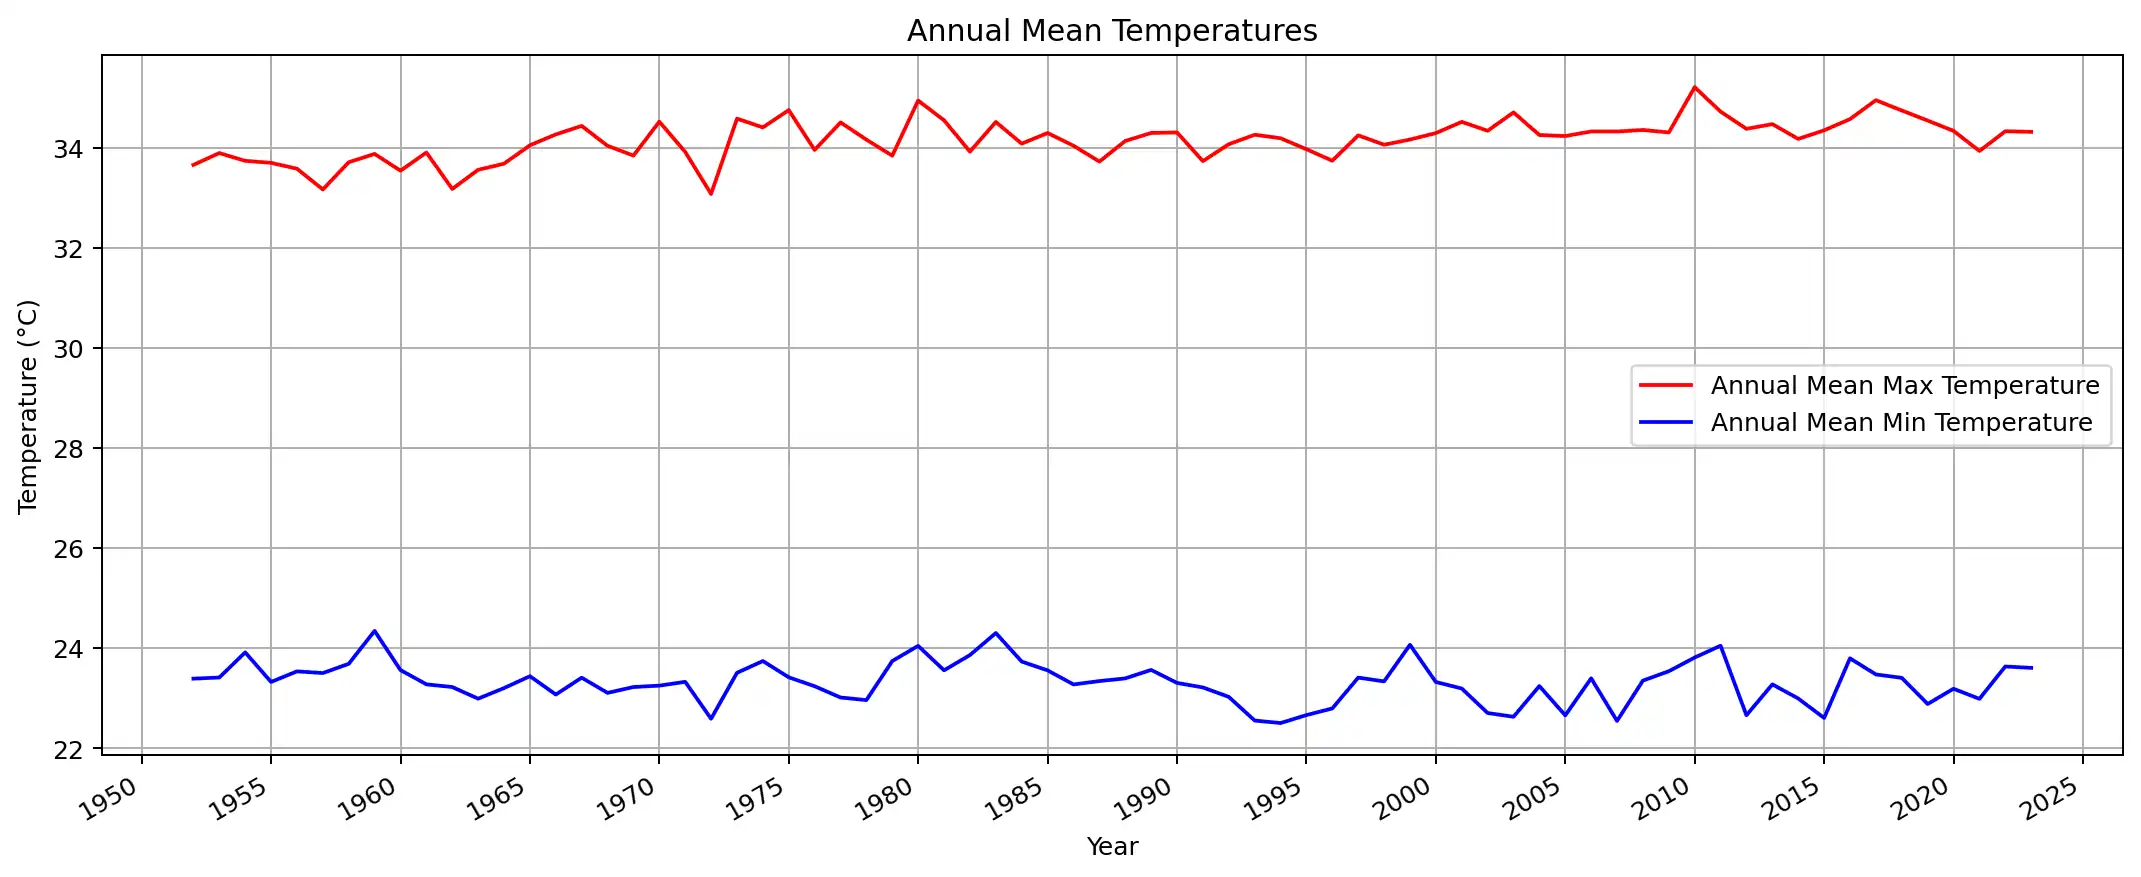 Annual Mean Temperatures
Temperature (°C)
34
32
30
28
26
24
22
Annual Mean Max Temperature
Annual Mean Min Temperature
1950 1955 1960 1965 1970 1975 1980 1985 1990 1995 2000 2005 2010 2015 2020 2025
Year